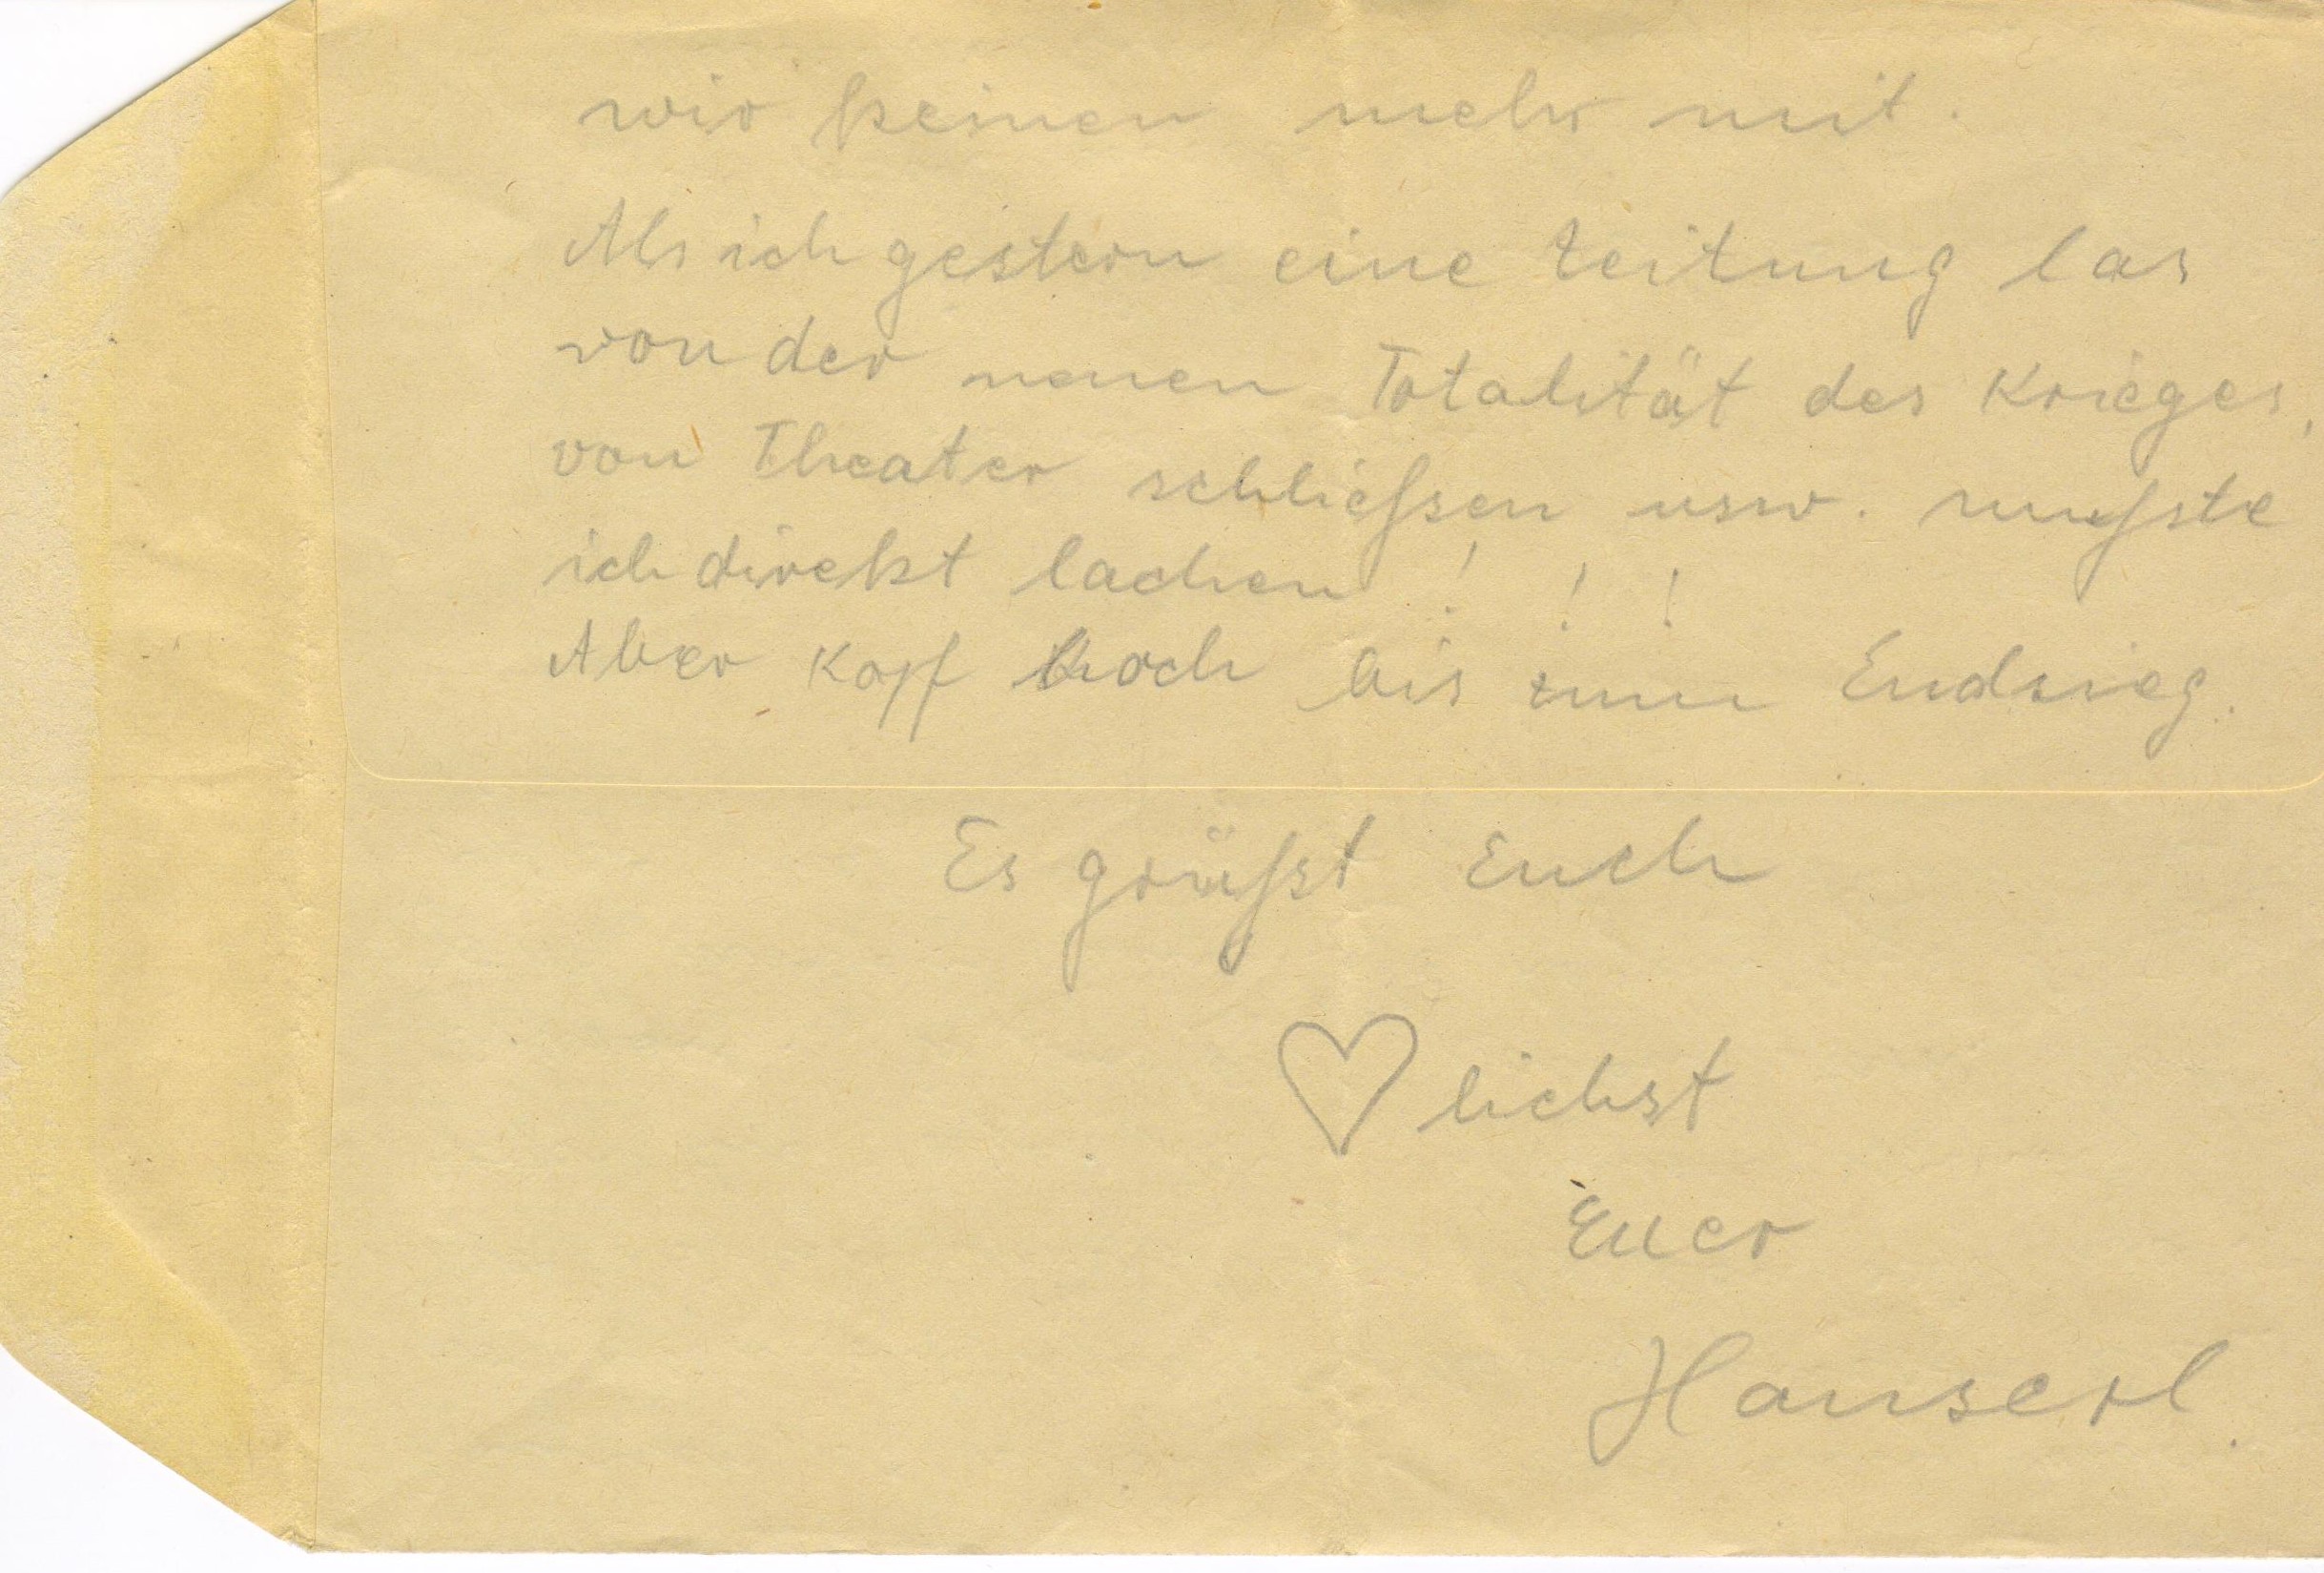 wir keinen mehr mit.
Als ich gestern eine Zeitung las
von der neuen Totalität des Krieges,
von Theater schließen usw. mußte
ich direkt lachen! ! !
Aber Kopf hoch bis zum Endsieg.
Es grüßt Euch
♡lichst
Euer
Hanserl.